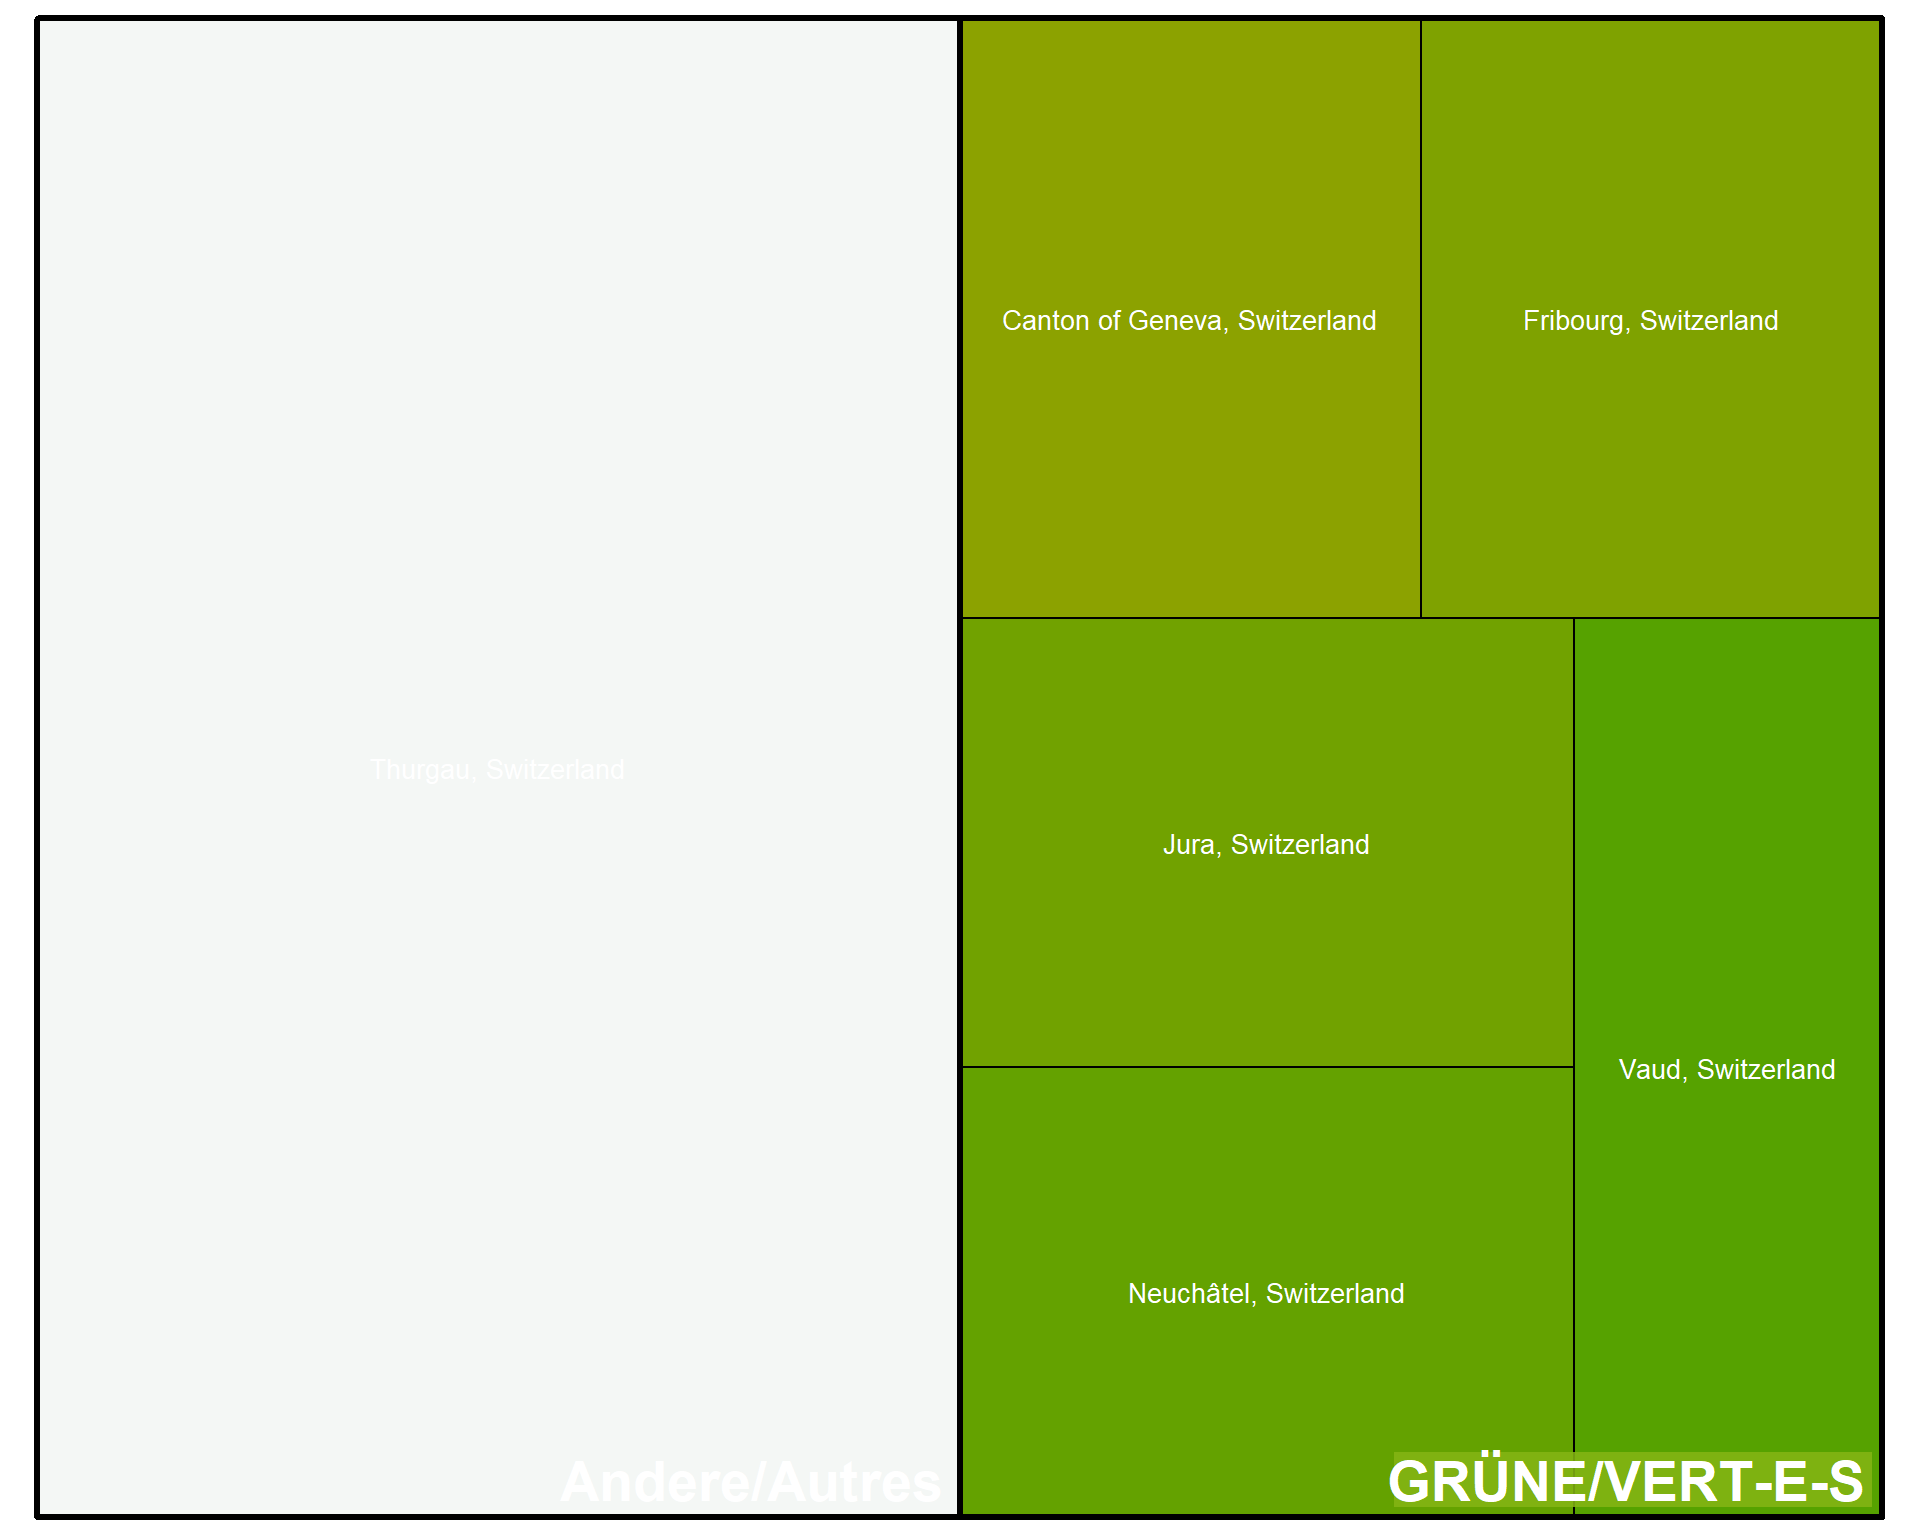 Canton of Geneva, Switzerland
Fribourg, Switzerland
Thurgau, Switzerland
Jura, Switzerland
Vaud, Switzerland
Neuchâtel, Switzerland
Andere/Autres
GRÜNE/VERT-E-S